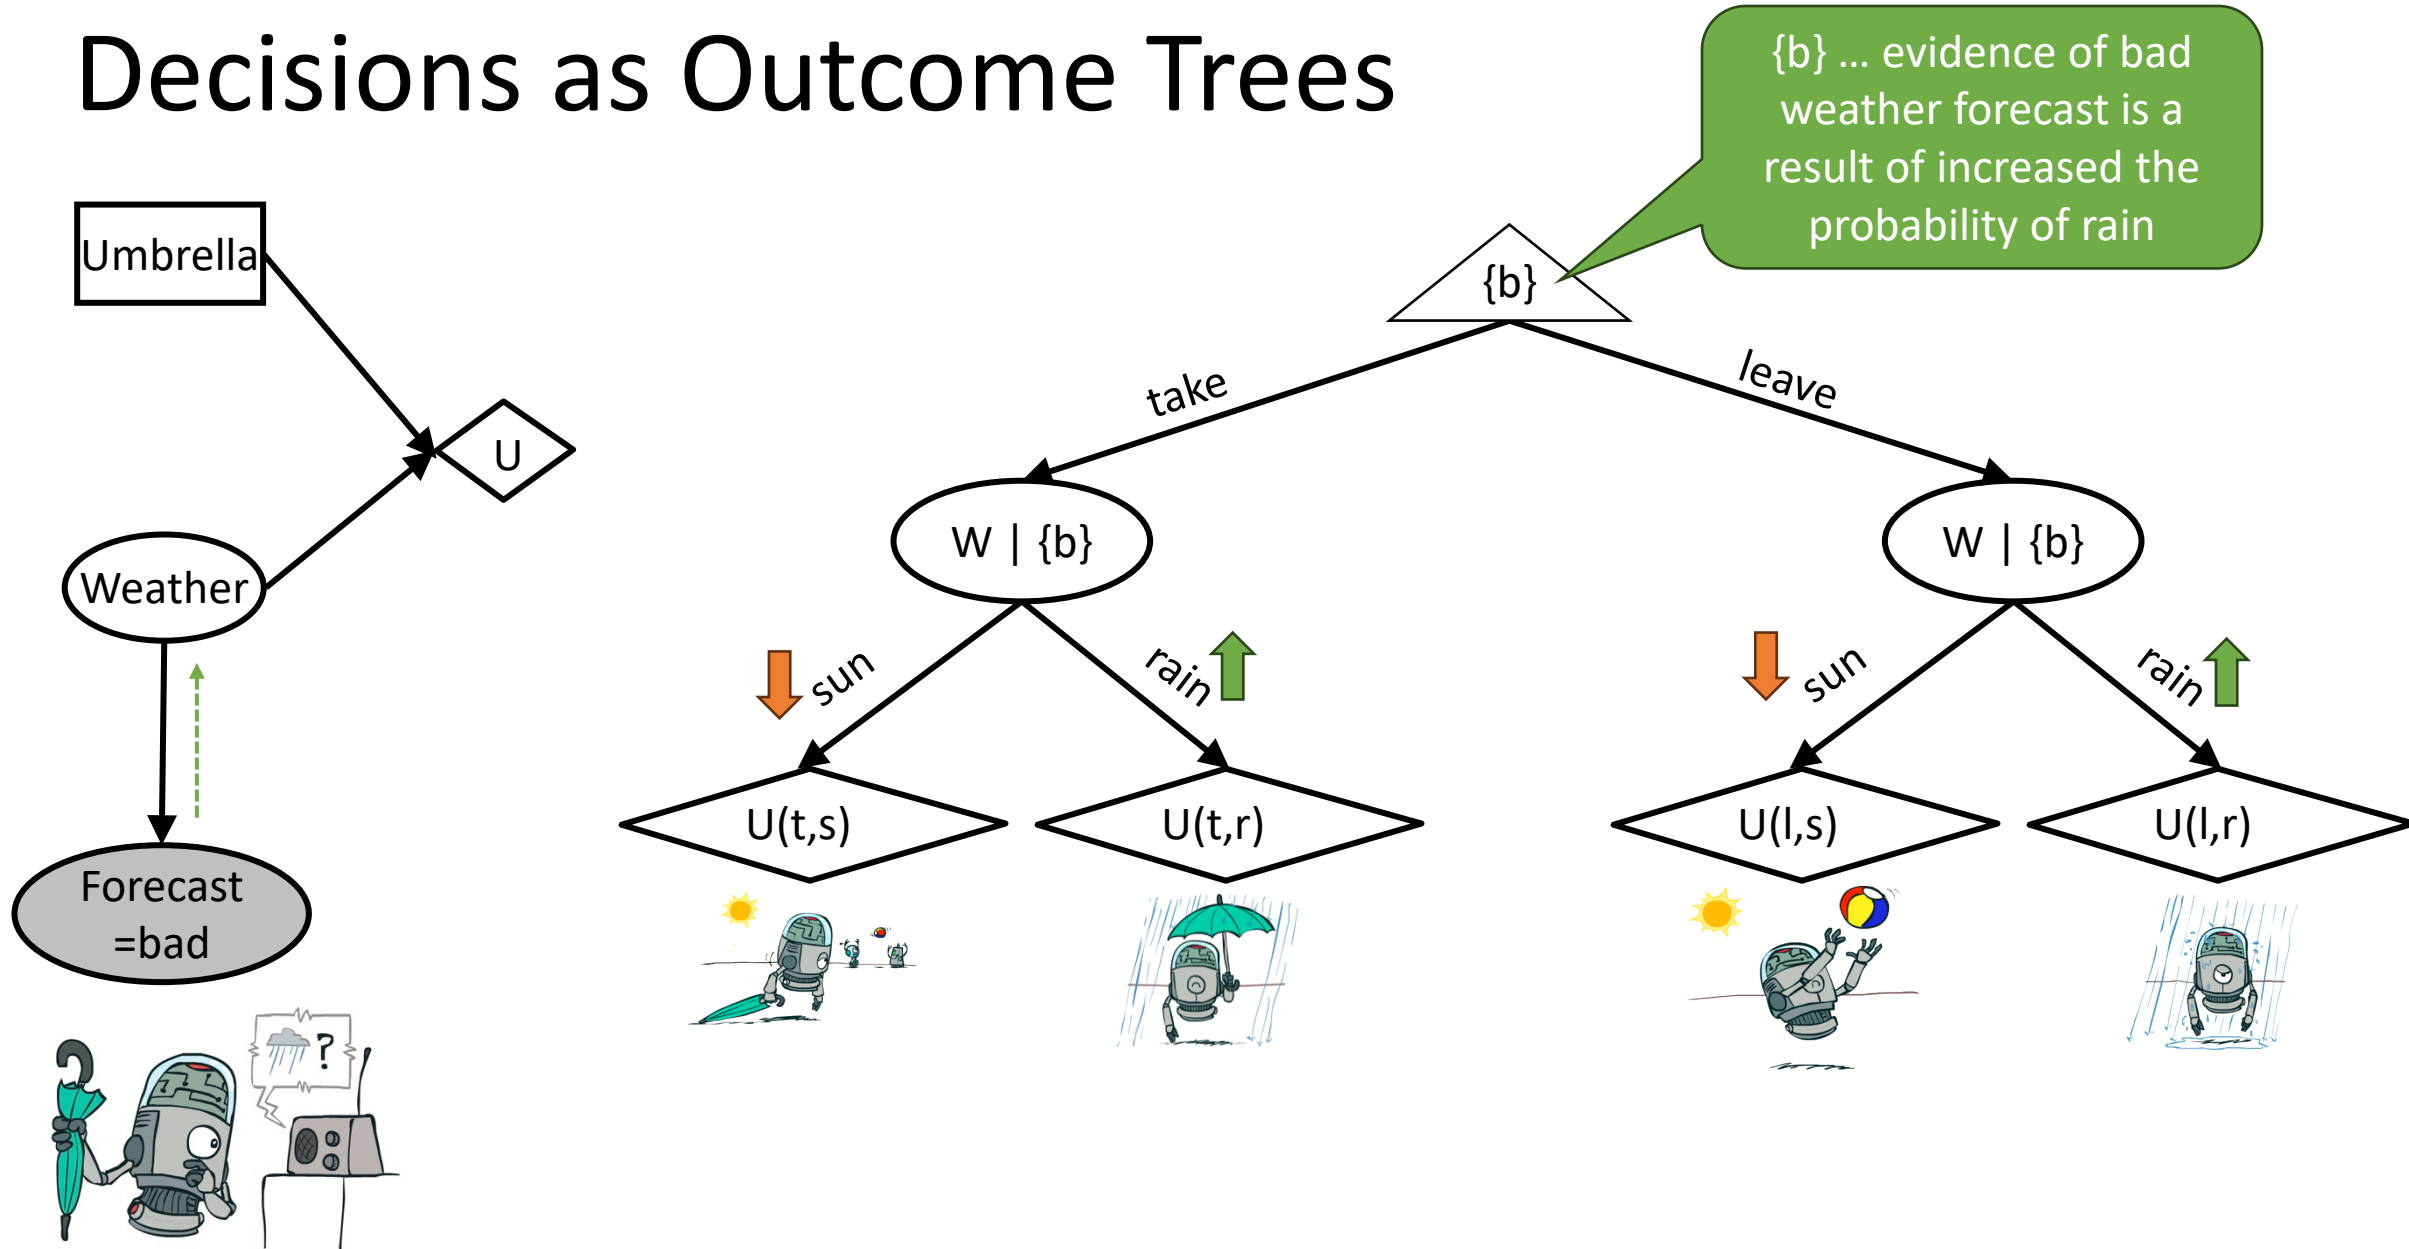 Decisions as Outcome Trees
{b} ... evidence of bad
weather forecast is a
result of increased the
probability of rain
Umbrella
U
Weather
Forecast
=bad
?
{b}
take
leave
W | {b}
W | {b}
sun
rain
sun
rain
U(t,s)
U(t,r)
U(l,s)
U(l,r)